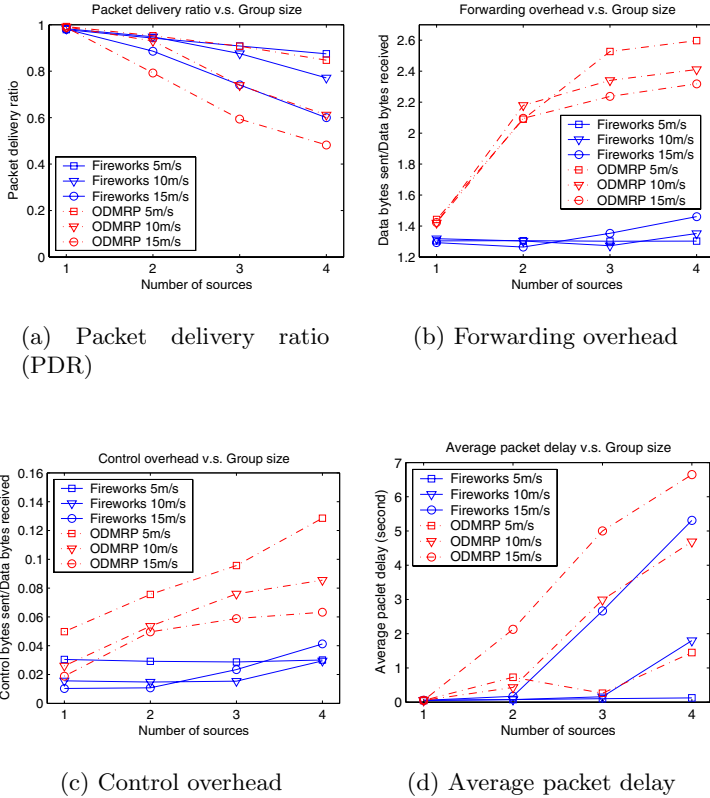 Packet delivery ratio v.s. Group size
1
0.8
0.6
0.4
0.2
0
Packet delivery ratio
Fireworks 5m/s
Fireworks 10m/s
Fireworks 15m/s
ODMRP 5m/s
ODMRP 10m/s
ODMRP 15m/s
1 2 3 4
Number of sources
(a) Packet delivery ratio
(PDR)
Forwarding overhead v.s. Group size
2.6
2.4
2.2
2
1.8
1.6
1.4
1.2
Data bytes sent/Data bytes received
Fireworks 5m/s
Fireworks 10m/s
Fireworks 15m/s
ODMRP 5m/s
ODMRP 10m/s
ODMRP 15m/s
1 2 3 4
Number of sources
(b) Forwarding overhead
Control overhead v.s. Group size
0.16
0.14
0.12
0.1
0.08
0.06
0.04
0.02
0
Control bytes sent/Data bytes received
Fireworks 5m/s
Fireworks 10m/s
Fireworks 15m/s
ODMRP 5m/s
ODMRP 10m/s
ODMRP 15m/s
1 2 3 4
Number of sources
(c) Control overhead
Average packet delay v.s. Group size
7
6
5
4
3
2
1
0
Average paclet delay (second)
Fireworks 5m/s
Fireworks 10m/s
Fireworks 15m/s
ODMRP 5m/s
ODMRP 10m/s
ODMRP 15m/s
1 2 3 4
Number of sources
(d) Average packet delay